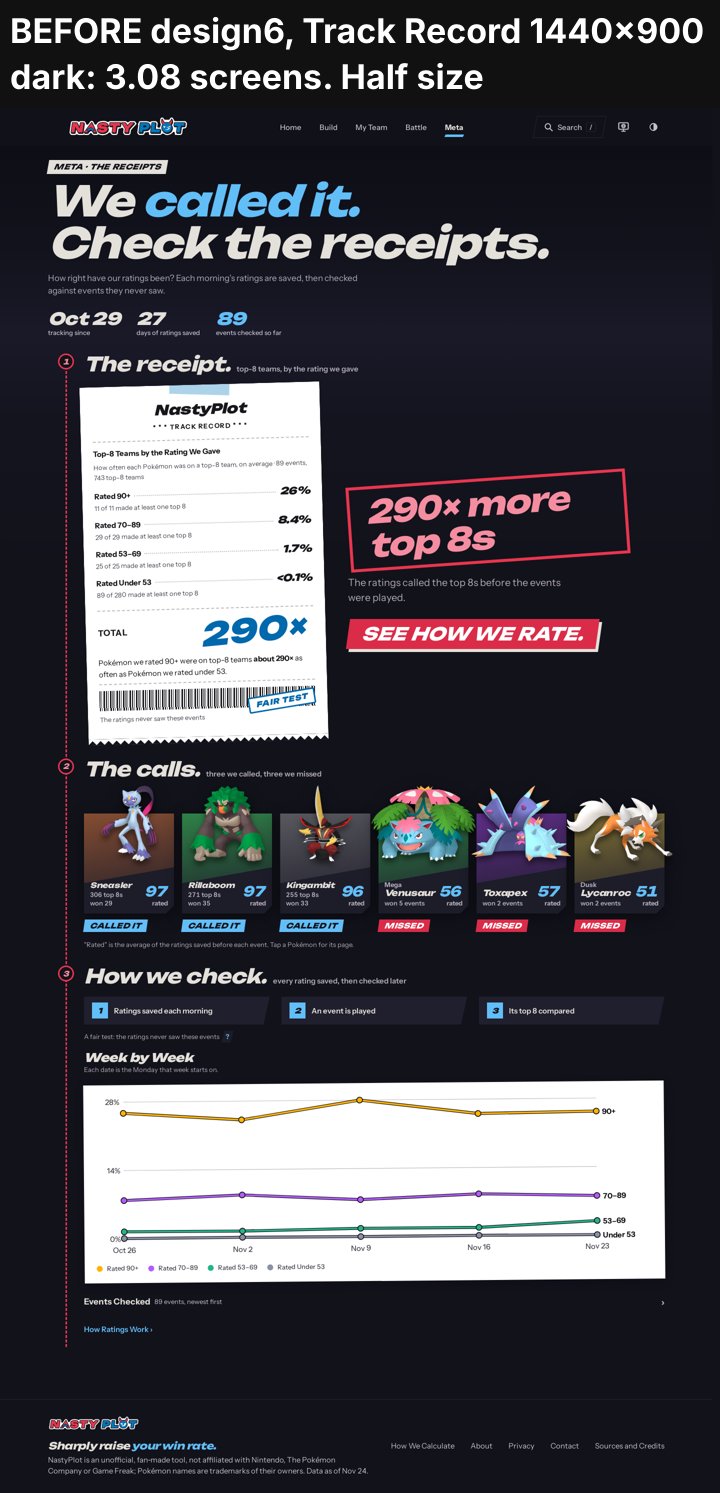 BEFORE design6, Track Record 1440×900
dark: 3.08 screens. Half size
NASTY PLOT
Home
Build
My Team
Battle
Meta
Search /
META · THE RECEIPTS
We called it.
Check the receipts.
How right have our ratings been? Each morning's ratings are saved, then checked
against events they never saw.
Oct 29
tracking since
27
days of ratings saved
89
events checked so far
1
The receipt. top-8 teams, by the rating we gave
NastyPlot
*** TRACK RECORD ***
Top-8 Teams by the Rating We Gave
How often each Pokémon was on a top-8 team, on average · 89 events,
743 top-8 teams
Rated 90+ 26%
11 of 11 made at least one top 8
Rated 70–89 8.4%
29 of 29 made at least one top 8
Rated 53–69 1.7%
25 of 25 made at least one top 8
Rated Under 53 <0.1%
89 of 280 made at least one top 8
TOTAL 290×
Pokémon we rated 90+ were on top-8 teams about 290× as
often as Pokémon we rated under 53.
FAIR TEST
The ratings never saw these events
290× more
top 8s
The ratings called the top 8s before the events
were played.
SEE HOW WE RATE.
2
The calls. three we called, three we missed
Sneasler
306 top 8s
won 29
97
rated
CALLED IT
Rillaboom
271 top 8s
won 35
97
rated
CALLED IT
Kingambit
255 top 8s
won 33
96
rated
CALLED IT
Mega
Venusaur
won 5 events
56
rated
MISSED
Toxapex
won 2 events
57
rated
MISSED
Dusk
Lycanroc
won 2 events
51
rated
MISSED
"Rated" is the average of the ratings saved before each event. Tap a Pokémon for its page.
3
How we check. every rating saved, then checked later
1 Ratings saved each morning
2 An event is played
3 Its top 8 compared
A fair test: the ratings never saw these events ?
Week by Week
Each date is the Monday that week starts on.
28%
14%
0%
90+
70–89
53–69
Under 53
Oct 26
Nov 2
Nov 9
Nov 16
Nov 23
Rated 90+
Rated 70–89
Rated 53–69
Rated Under 53
Events Checked 89 events, newest first ›
How Ratings Work ›
NASTY PLOT
Sharply raise your win rate.
NastyPlot is an unofficial, fan-made tool, not affiliated with Nintendo, The Pokémon
Company or Game Freak; Pokémon names are trademarks of their owners. Data as of Nov 24.
How We Calculate
About
Privacy
Contact
Sources and Credits